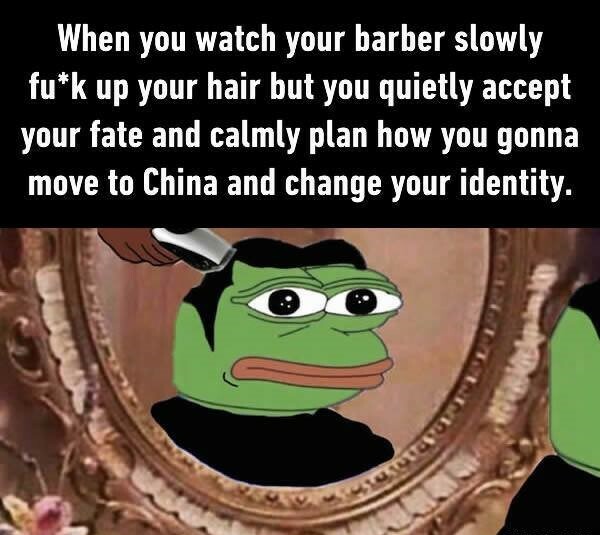 When you watch your barber slowly
fu*k up your hair but you quietly accept
your fate and calmly plan how you gonna
move to China and change your identity.